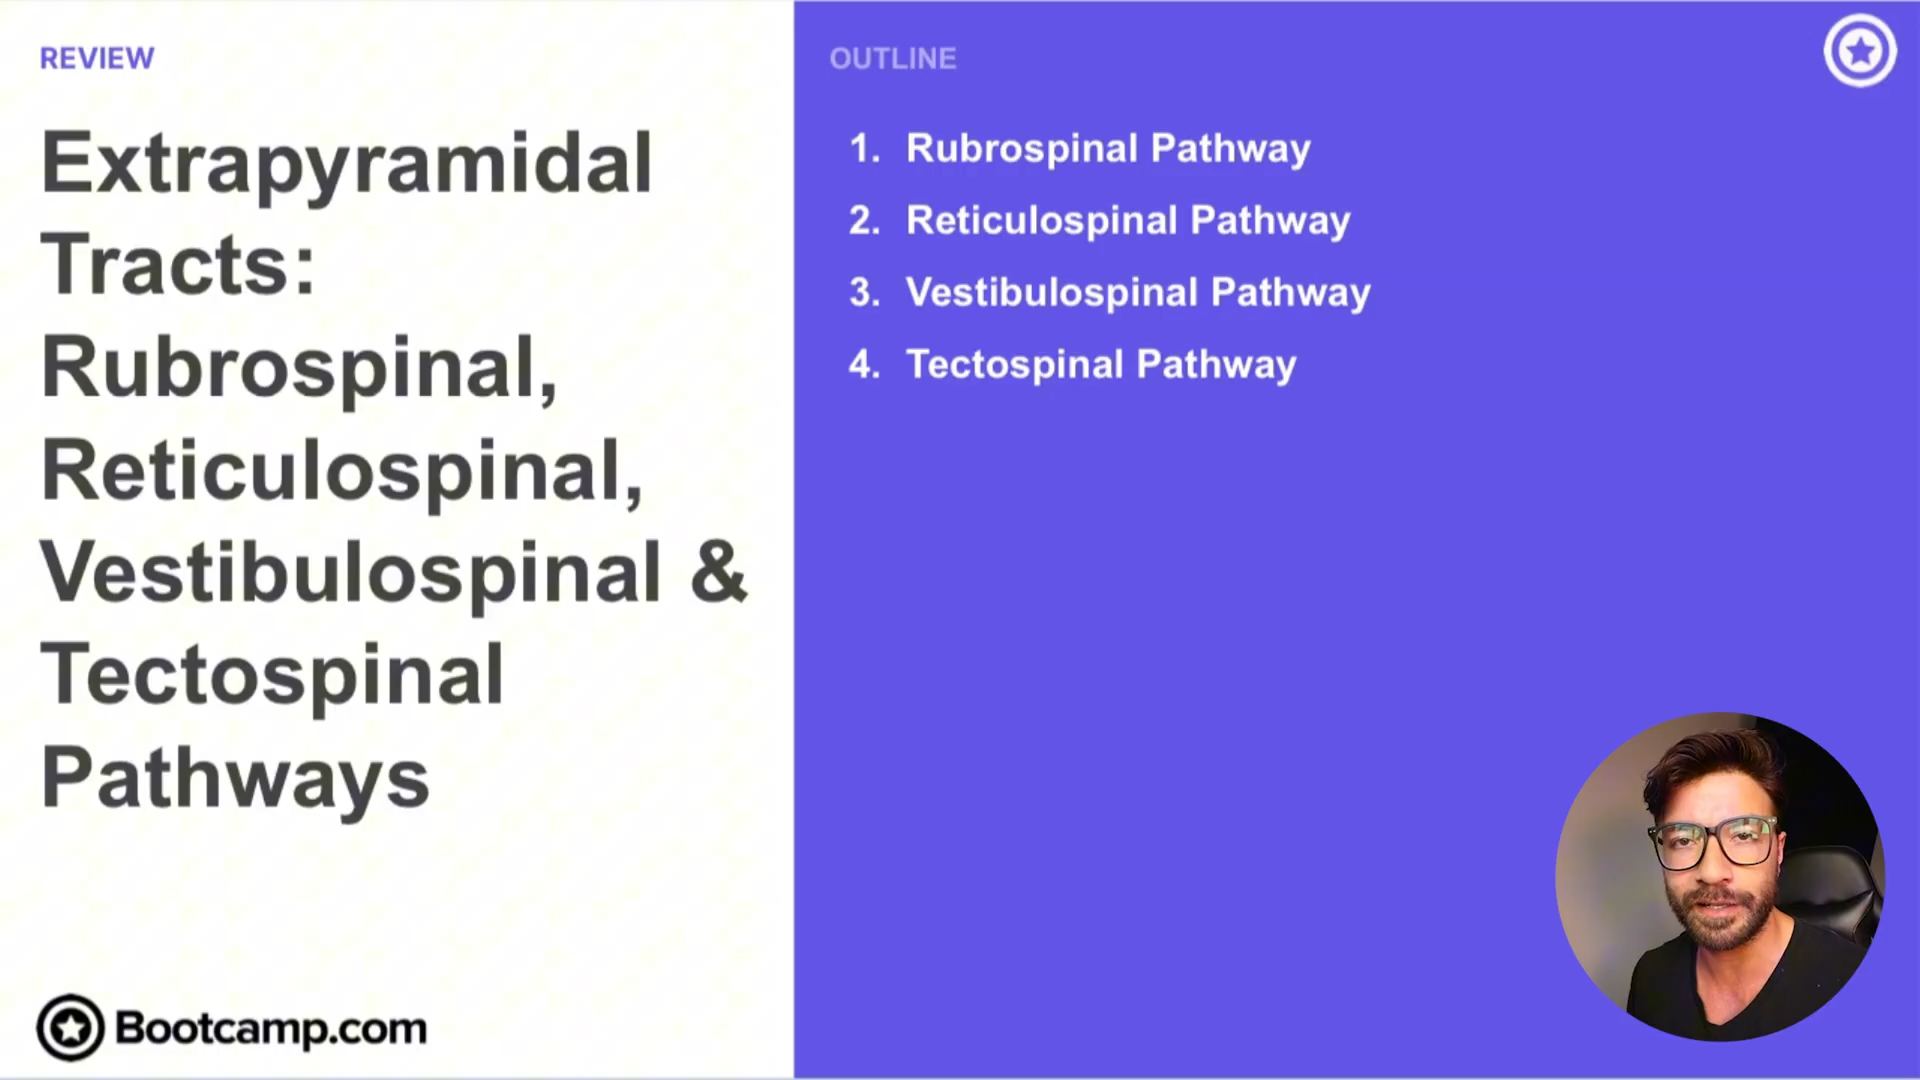 REVIEW
Extrapyramidal
Tracts:
Rubrospinal,
Reticulospinal,
Vestibulospinal &
Tectospinal
Pathways
Bootcamp.com
OUTLINE
1. Rubrospinal Pathway
2. Reticulospinal Pathway
3. Vestibulospinal Pathway
4. Tectospinal Pathway